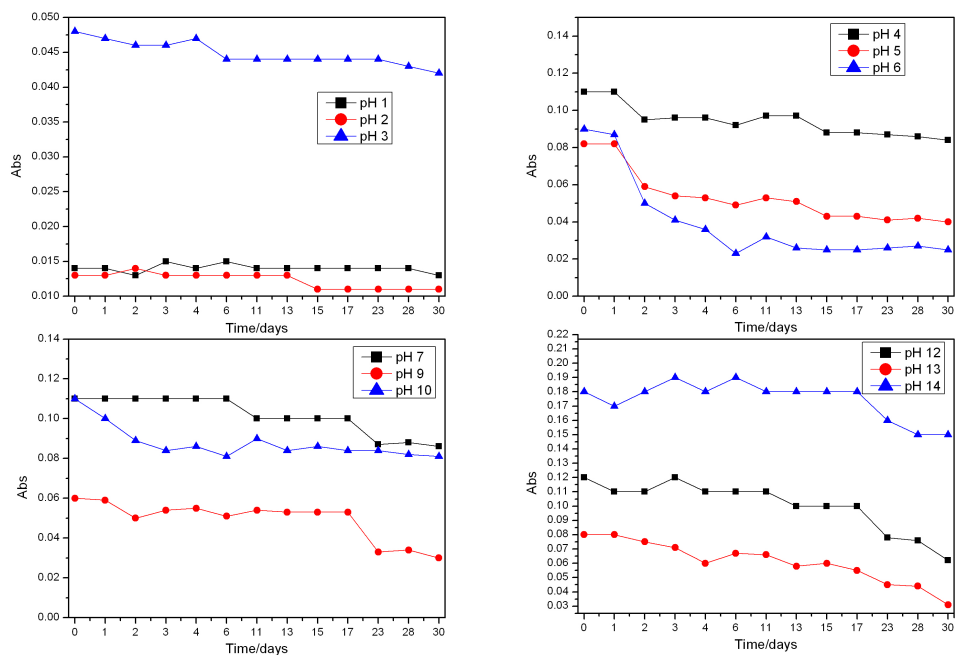 0.050
0.045
0.040
0.035
0.030
0.025
0.020
0.015
0.010
Abs
pH 1
pH 2
pH 3
0 1 2 3 4 6 11 13 15 17 23 28 30
Time/days
0.14
0.12
0.10
0.08
0.06
0.04
0.02
0.00
Abs
pH 4
pH 5
pH 6
0 1 2 3 4 6 11 13 15 17 23 28 30
Time/days
0.14
0.12
0.10
0.08
0.06
0.04
0.02
0.00
Abs
pH 7
pH 9
pH 10
0 1 2 3 4 6 11 13 15 17 23 28 30
Time/days
0.22
0.21
0.20
0.19
0.18
0.17
0.16
0.15
0.14
0.13
0.12
0.11
0.10
0.09
0.08
0.07
0.06
0.05
0.04
0.03
Abs
pH 12
pH 13
pH 14
0 1 2 3 4 6 11 13 15 17 23 28 30
Time/days